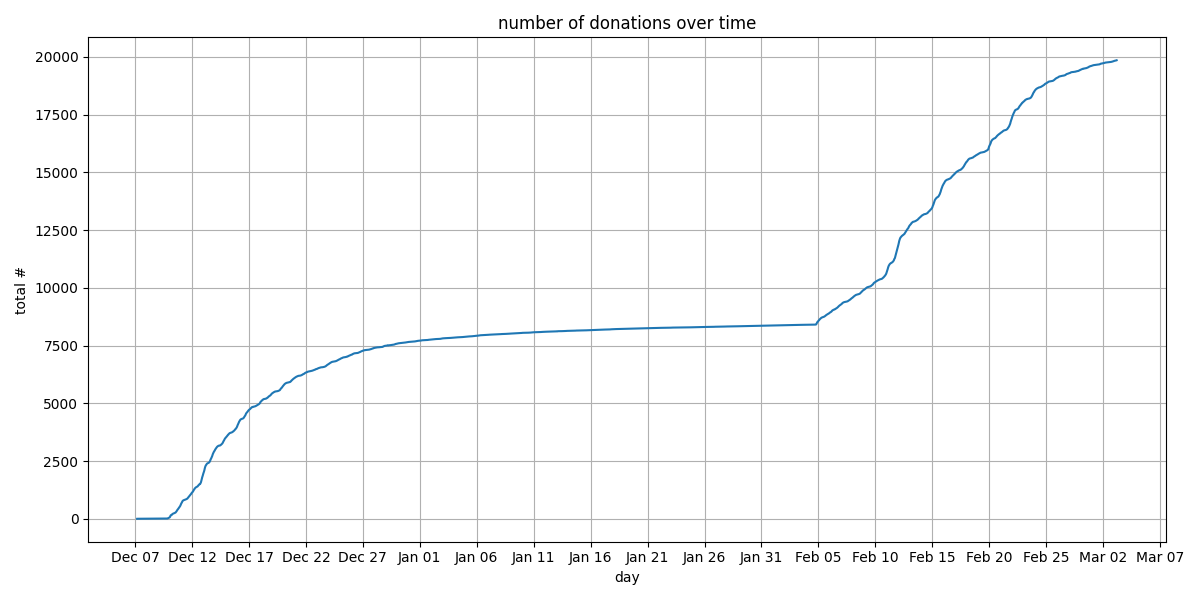 number of donations over time
total #
20000
17500
15000
12500
10000
7500
5000
2500
0
Dec 07 Dec 12 Dec 17 Dec 22 Dec 27 Jan 01 Jan 06 Jan 11 Jan 16 Jan 21 Jan 26 Jan 31 Feb 05 Feb 10 Feb 15 Feb 20 Feb 25 Mar 02 Mar 07
day